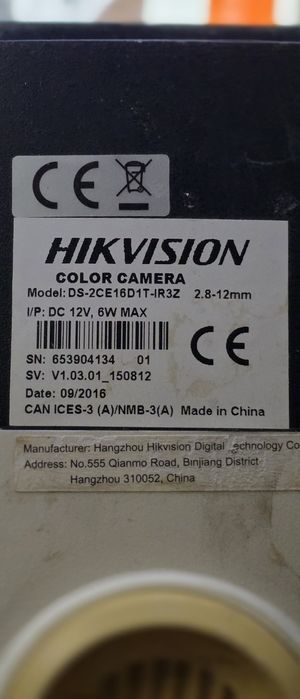 CE
HIKVISION
COLOR CAMERA
Model: DS-2CE16D1T-IR3Z 2.8-12mm
I/P: DC 12V, 6W MAX
CE
SN: 653904134 01
SV: V1.03.01_150812
Date: 09/2016
CAN ICES-3 (A)/NMB-3(A) Made in China
Manufacturer: Hangzhou Hikvision Digital echnology Co
Address: No.555 Qianmo Road, Binjiang District
Hangzhou 310052, China